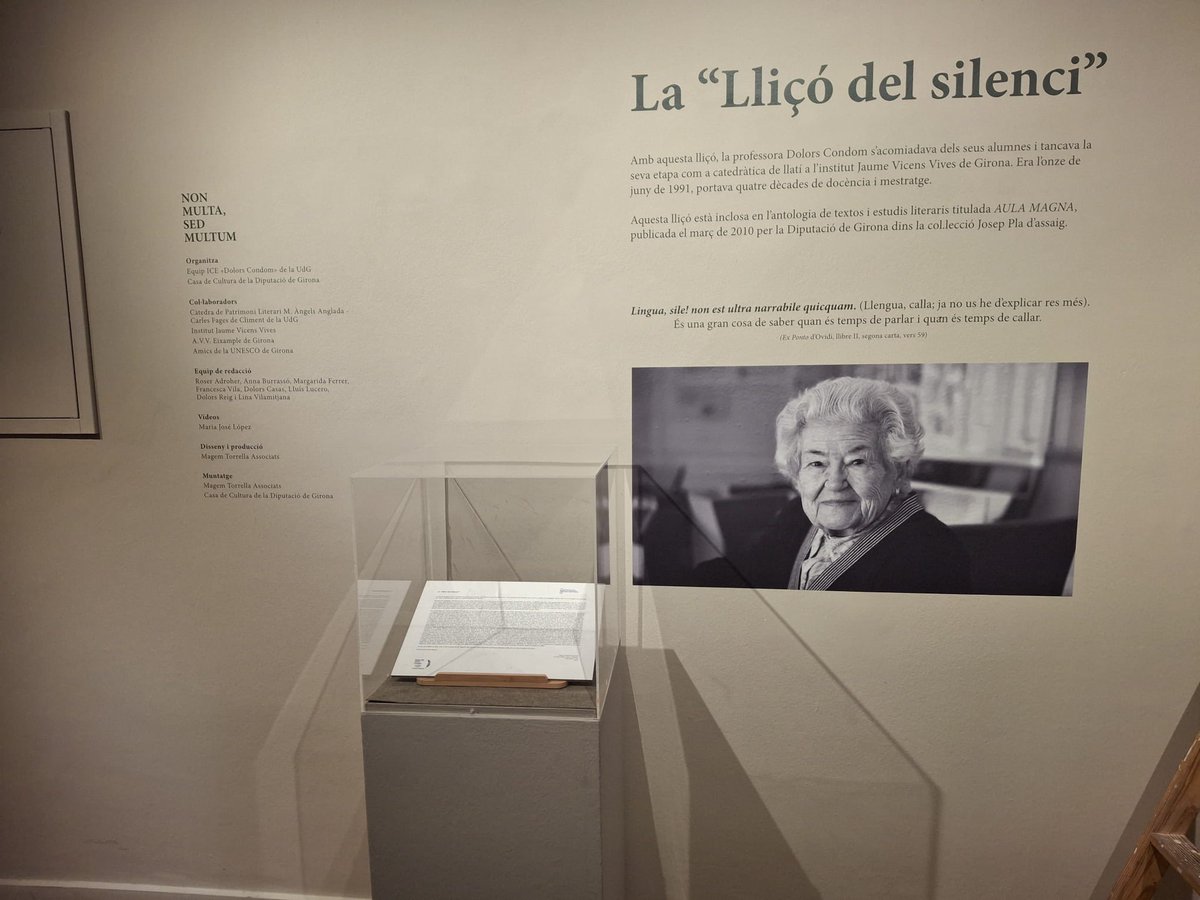 NON
MULTA,
SED
MULTUM
Organitza
Equip ICE «Dolors Condom» de la UdG
Casa de Cultura de la Diputació de Girona
Col·laboradors
Càtedra de Patrimoni Literari M. Àngels Anglada -
Carles Fages de Climent de la UdG
Institut Jaume Vicens Vives
A.V.V. Eixample de Girona
Amics de la UNESCO de Girona
Equip de redacció
Roser Adroher, Anna Burrassó, Margarida Ferrer,
Francesca Vila, Dolors Casas, Lluís Lucero,
Dolors Reig i Lina Vilamitjana
Vídeos
Maria José López
Disseny i producció
Magem Torrella Associats
Muntatge
Magem Torrella Associats
Casa de Cultura de la Diputació de Girona
La “Lliçó del silenci”
Amb aquesta lliçó, la professora Dolors Condom s'acomiadava dels seus alumnes i tancava la
seva etapa com a catedràtica de llatí a l'institut Jaume Vicens Vives de Girona. Era l'onze de
juny de 1991, portava quatre dècades de docència i mestratge.
Aquesta lliçó està inclosa en l'antologia de textos i estudis literaris titulada AULA MAGNA,
publicada el març de 2010 per la Diputació de Girona dins la col.lecció Josep Pla d'assaig.
Lingua, sile! non est ultra narrabile quicquam. (Llengua, calla; ja no us he d'explicar res més).
És una gran cosa de saber quan és temps de parlar i quan és temps de callar.
(Ex Ponto d'Ovidi, llibre II, segona carta, vers 59)